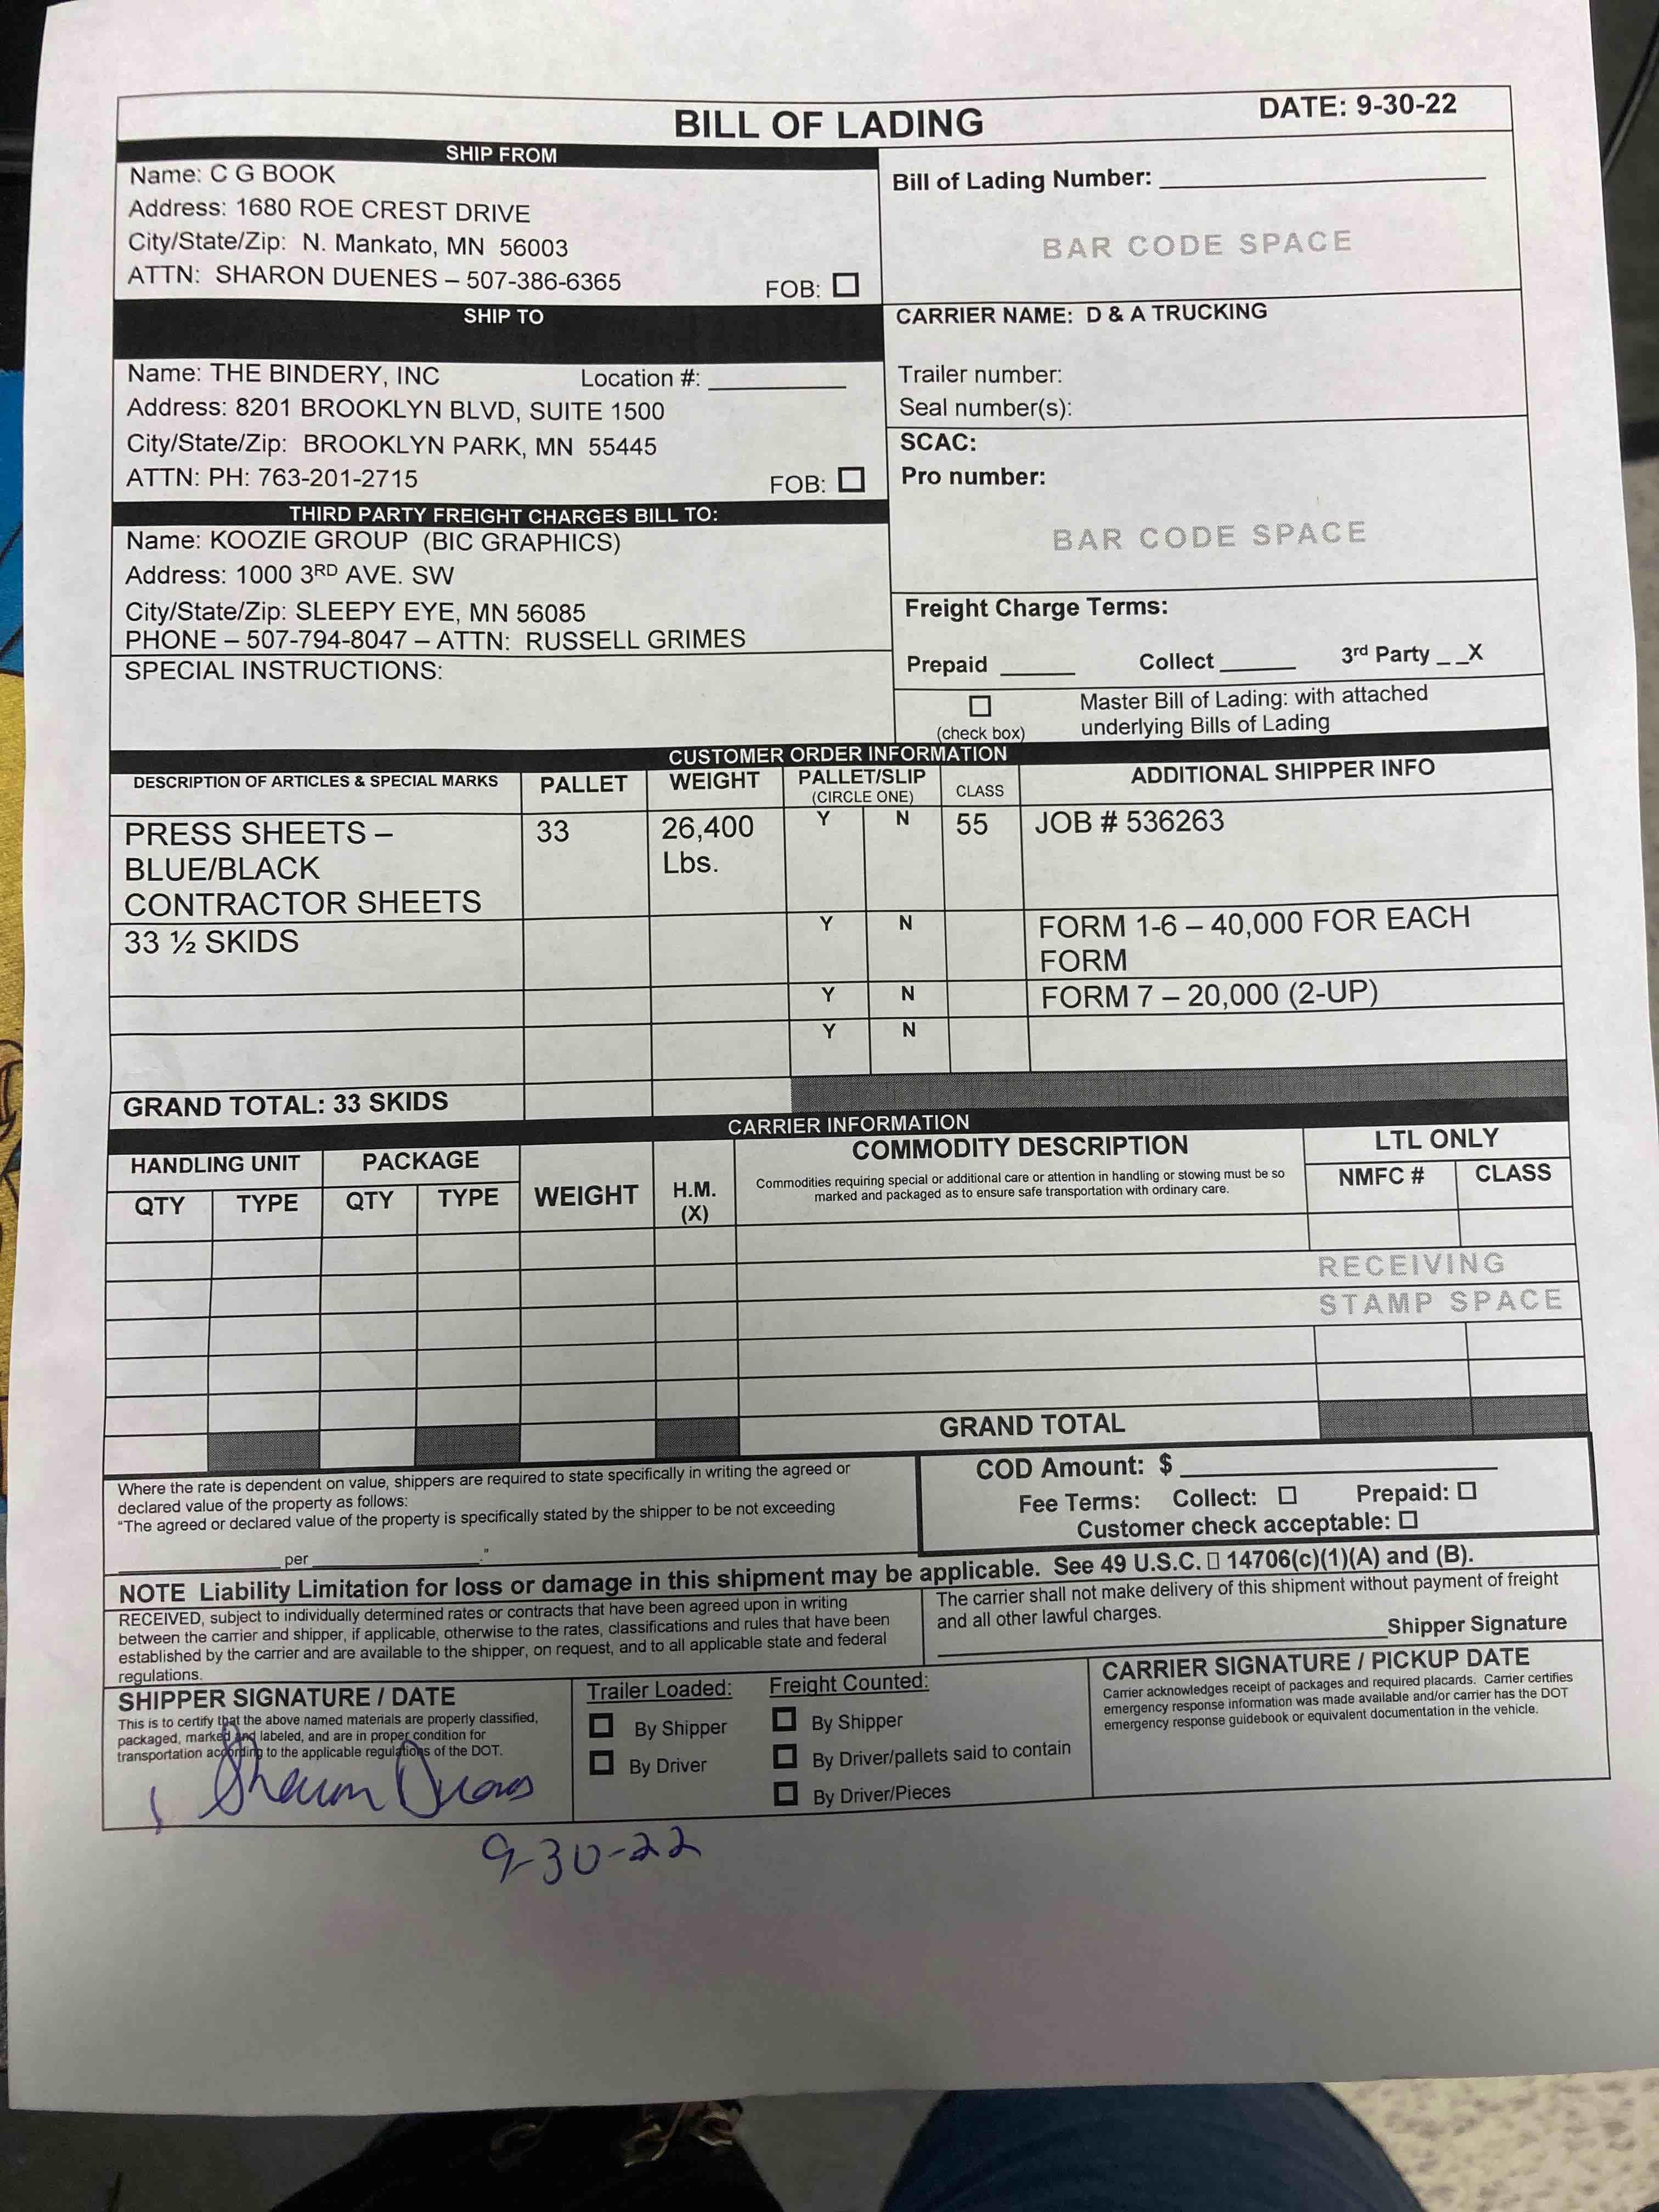 BILL OF LADING
DATE: 9-30-22
SHIP FROM
Name: C G BOOK
Address: 1680 ROE CREST DRIVE
City/State/Zip: N. Mankato, MN 56003
ATTN: SHARON DUENES – 507-386-6365
FOB: ☐
Bill of Lading Number: ____________
BAR CODE SPACE
SHIP TO
Name: THE BINDERY, INC Location #: ____________
Address: 8201 BROOKLYN BLVD, SUITE 1500
City/State/Zip: BROOKLYN PARK, MN 55445
ATTN: PH: 763-201-2715
FOB: ☐
CARRIER NAME: D & A TRUCKING
Trailer number:
Seal number(s):
SCAC:
Pro number:
BAR CODE SPACE
THIRD PARTY FREIGHT CHARGES BILL TO:
Name: KOOZIE GROUP (BIC GRAPHICS)
Address: 1000 3RD AVE. SW
City/State/Zip: SLEEPY EYE, MN 56085
PHONE – 507-794-8047 – ATTN: RUSSELL GRIMES
SPECIAL INSTRUCTIONS:
Freight Charge Terms:
Prepaid ______ Collect ______ 3rd Party _ _X
☐
(check box)
Master Bill of Lading: with attached
underlying Bills of Lading
CUSTOMER ORDER INFORMATION
DESCRIPTION OF ARTICLES & SPECIAL MARKS PALLET WEIGHT PALLET/SLIP CLASS ADDITIONAL SHIPPER INFO
(CIRCLE ONE)
PRESS SHEETS – 33 26,400 Y N 55 JOB # 536263
BLUE/BLACK Lbs.
CONTRACTOR SHEETS
33 ½ SKIDS Y N FORM 1-6 – 40,000 FOR EACH
FORM
Y N FORM 7 – 20,000 (2-UP)
Y N
GRAND TOTAL: 33 SKIDS
CARRIER INFORMATION
HANDLING UNIT PACKAGE COMMODITY DESCRIPTION LTL ONLY
QTY TYPE QTY TYPE WEIGHT H.M.
(X)
Commodities requiring special or additional care or attention in handling or stowing must be so
marked and packaged as to ensure safe transportation with ordinary care.
NMFC # CLASS
RECEIVING
STAMP SPACE
GRAND TOTAL
Where the rate is dependent on value, shippers are required to state specifically in writing the agreed or
declared value of the property as follows:
"The agreed or declared value of the property is specifically stated by the shipper to be not exceeding
____________ per ____________."
COD Amount: $ ____________
Fee Terms: Collect: ☐ Prepaid: ☐
Customer check acceptable: ☐
NOTE Liability Limitation for loss or damage in this shipment may be applicable. See 49 U.S.C. ▯ 14706(c)(1)(A) and (B).
RECEIVED, subject to individually determined rates or contracts that have been agreed upon in writing
between the carrier and shipper, if applicable, otherwise to the rates, classifications and rules that have been
established by the carrier and are available to the shipper, on request, and to all applicable state and federal
regulations.
The carrier shall not make delivery of this shipment without payment of freight
and all other lawful charges.
____________Shipper Signature
SHIPPER SIGNATURE / DATE
This is to certify that the above named materials are properly classified,
packaged, marked and labeled, and are in proper condition for
transportation according to the applicable regulations of the DOT.
Sharon Duenes
9-30-22
Trailer Loaded:
☐ By Shipper
☐ By Driver
Freight Counted:
☐ By Shipper
☐ By Driver/pallets said to contain
☐ By Driver/Pieces
CARRIER SIGNATURE / PICKUP DATE
Carrier acknowledges receipt of packages and required placards. Carrier certifies
emergency response information was made available and/or carrier has the DOT
emergency response guidebook or equivalent documentation in the vehicle.